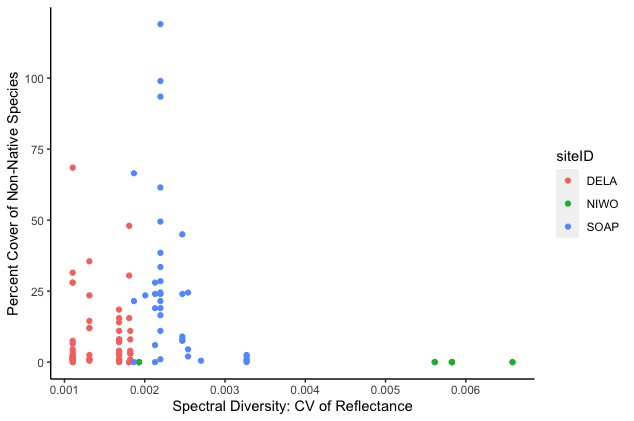 Percent Cover of Non-Native Species
100
75
50
25
0
0.001 0.002 0.003 0.004 0.005 0.006
Spectral Diversity: CV of Reflectance
siteID
DELA
NIWO
SOAP